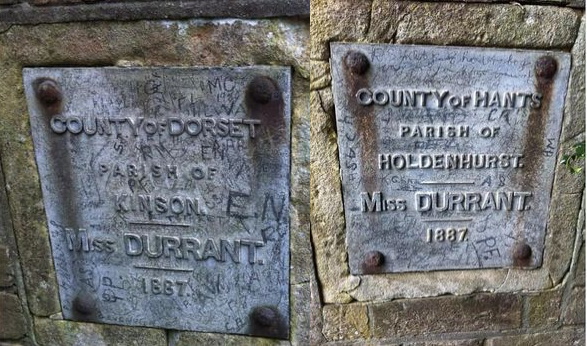 COUNTY OF DORSET
PARISH OF
KINSON.
MISS DURRANT.
1887.
COUNTY OF HANTS
PARISH OF
HOLDENHURST.
MISS DURRANT.
1887.